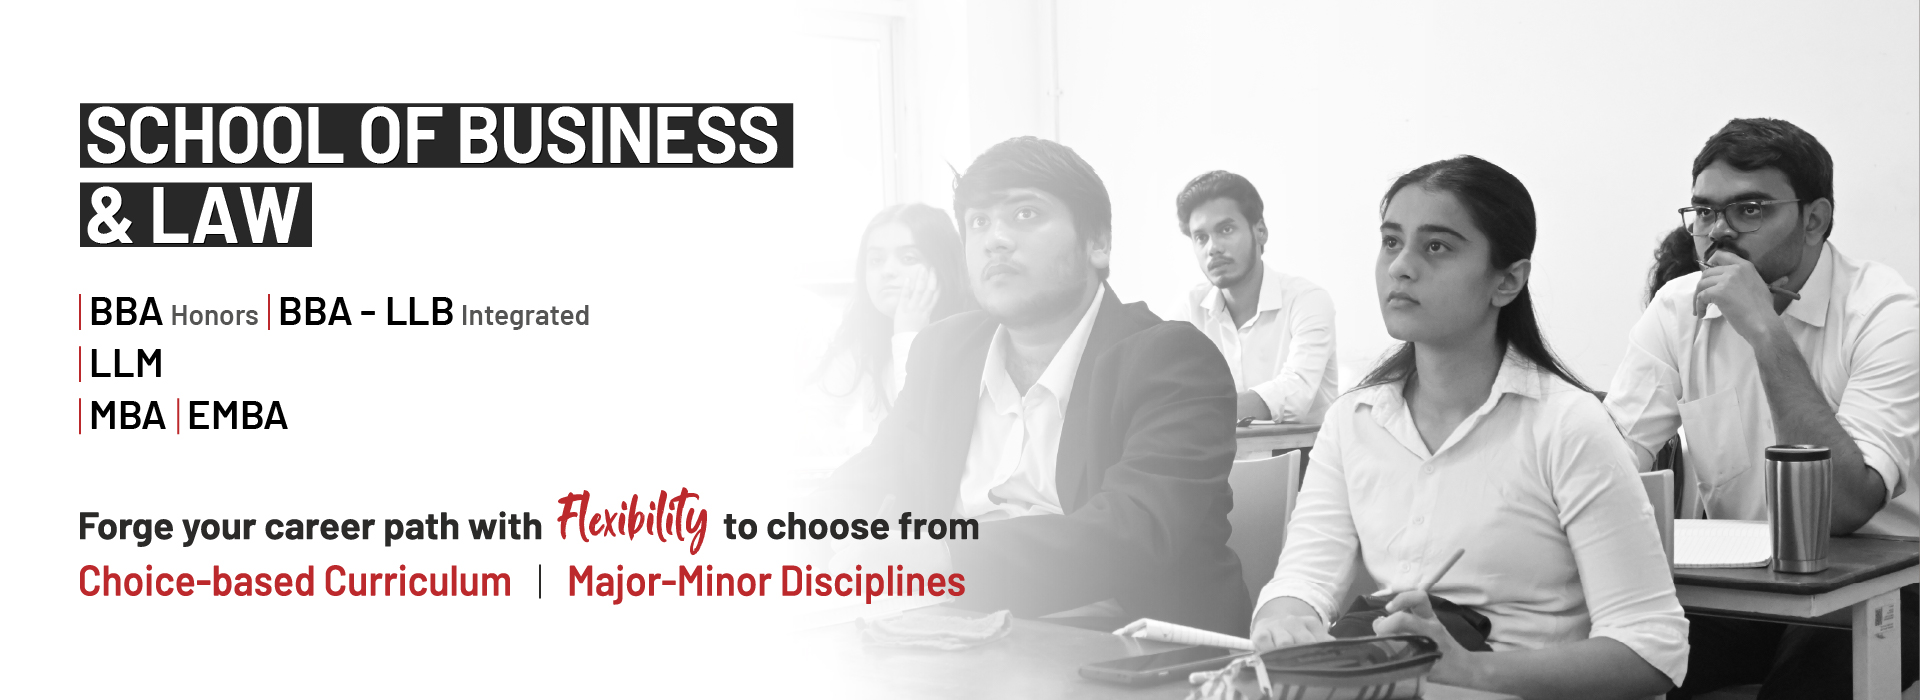 SCHOOL OF BUSINESS
& LAW
| BBA Honors | BBA - LLB Integrated
| LLM
| MBA | EMBA
Forge your career path with Flexibility to choose from
Choice-based Curriculum | Major-Minor Disciplines